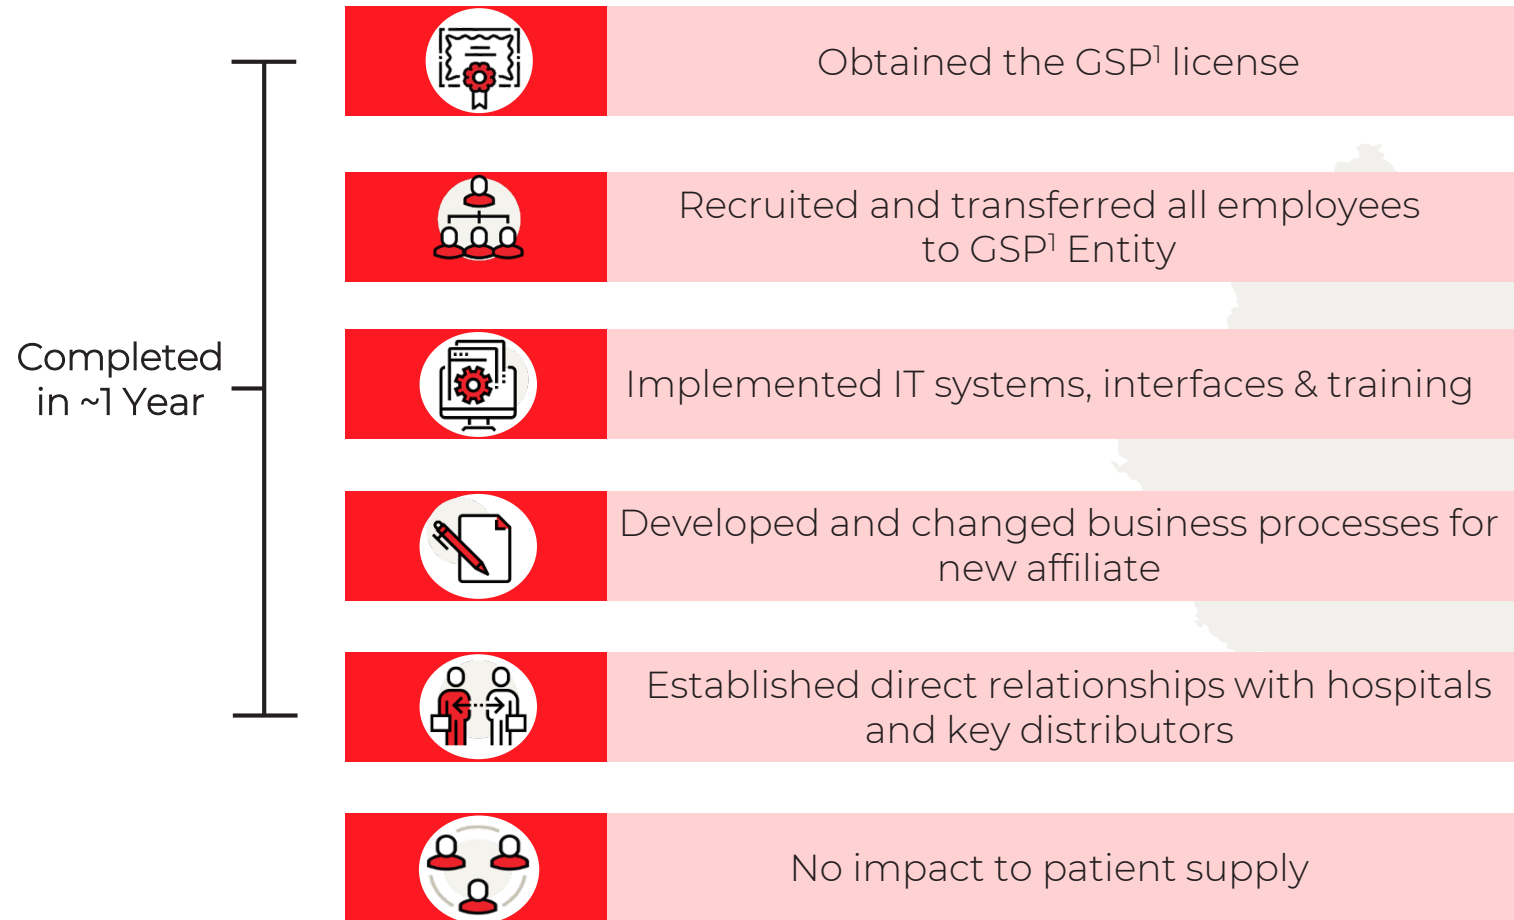 Obtained the GSP¹ license
Recruited and transferred all employees
to GSP¹ Entity
Completed
in ~1 Year
Implemented IT systems, interfaces & training
Developed and changed business processes for
new affiliate
Established direct relationships with hospitals
and key distributors
No impact to patient supply